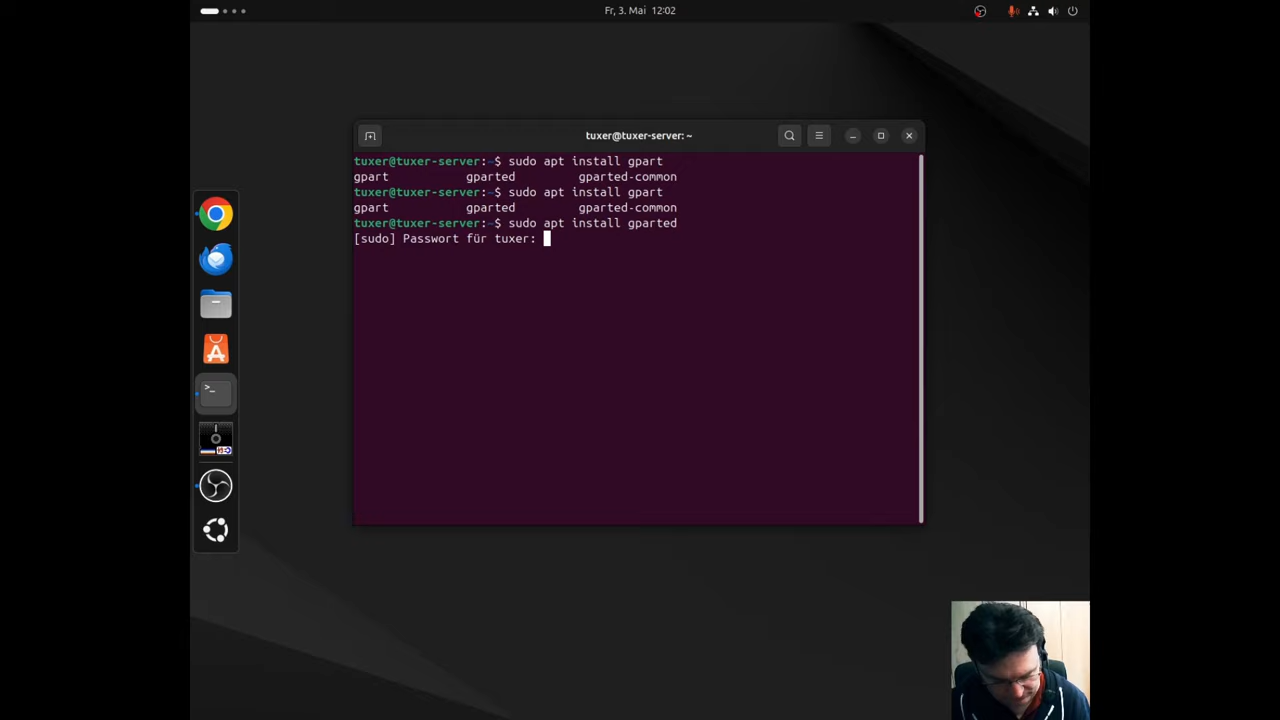 Fr, 3. Mai 12:02
tuxer@tuxer-server: ~
tuxer@tuxer-server:~$ sudo apt install gpart
gpart gparted gparted-common
tuxer@tuxer-server:~$ sudo apt install gpart
gpart gparted gparted-common
tuxer@tuxer-server:~$ sudo apt install gparted
[sudo] Passwort für tuxer: